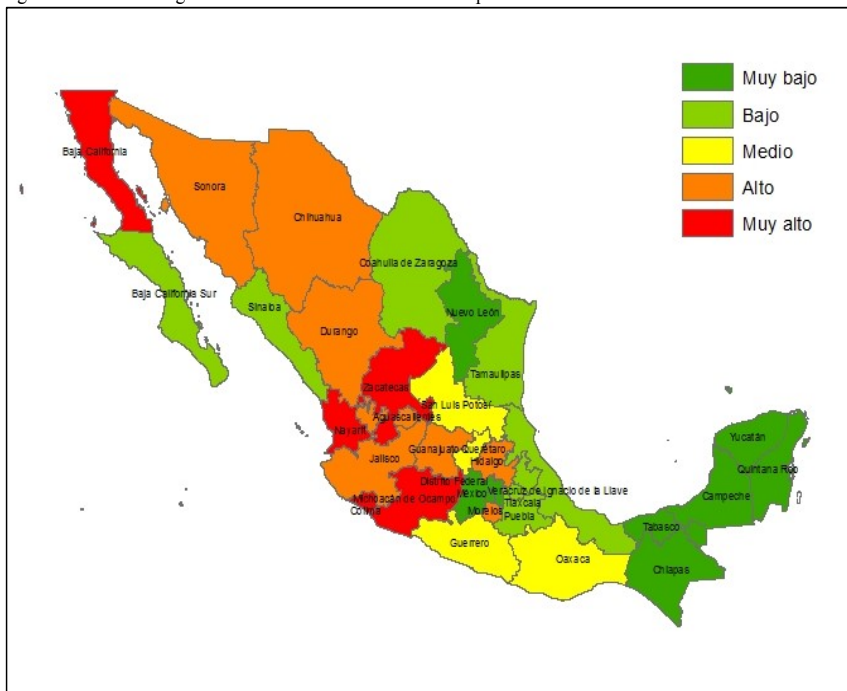 Muy bajo
Bajo
Medio
Alto
Muy alto
Baja California
Sonora
Chihuahua
Coahuila de Zaragoza
Baja California Sur
Sinaloa
Nuevo León
Durango
Tamaulipas
Zacatecas
San Luis Potosí
Aguascalientes
Nayarit
Guanajuato
Querétaro
Hidalgo
Jalisco
Yucatán
Quintana Roo
Campeche
Distrito Federal
México
Veracruz de Ignacio de la Llave
Michoacán de Ocampo
Tlaxcala
Colima
Morelos
Puebla
Tabasco
Guerrero
Oaxaca
Chiapas